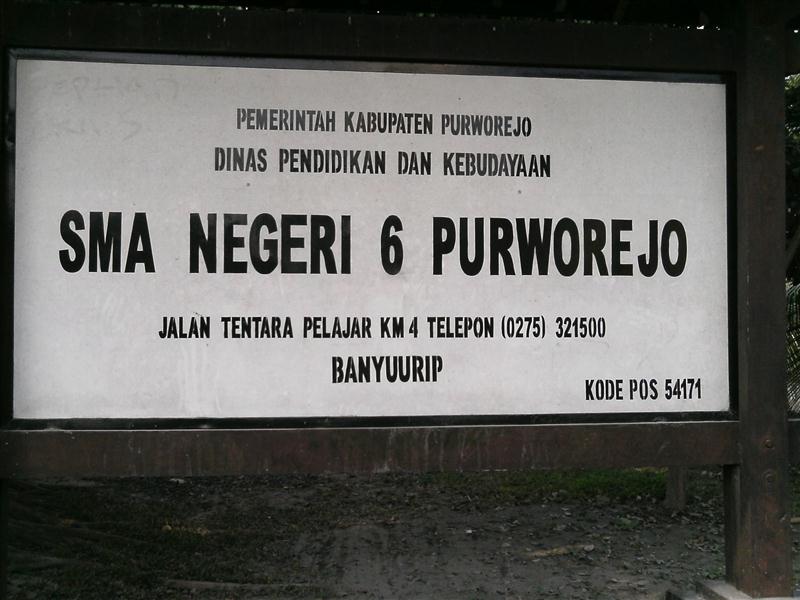 PEMERINTAH KABUPATEN PURWOREJO
DINAS PENDIDIKAN DAN KEBUDAYAAN
SMA NEGERI 6 PURWOREJO
JALAN TENTARA PELAJAR KM 4 TELEPON (0275) 321500
BANYUURIP
KODE POS 54171